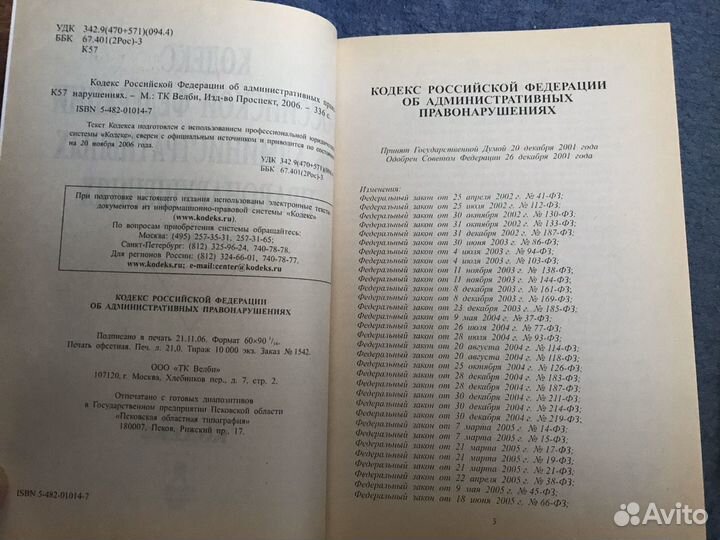 УДК 342.9(470+571)(094.4)
ББК 67.401(2Рос)-3
К57
Кодекс Российской Федерации об административных право-
К57 нарушениях. – М.: ТК Велби, Изд-во Проспект, 2006. – 336 с.
ISBN 5-482-01014-7
Текст Кодекса подготовлен с использованием профессиональной юридической
системы «Кодекс», сверен с официальным источником и приводится по состоянию
на 20 ноября 2006 года.
УДК 342.9(470+571)(094.4)
ББК 67.401(2Рос)-3
При подготовке настоящего издания использованы электронные тексты
документов из информационно-правовой системы «Кодекс»
(www.kodeks.ru).
По вопросам приобретения системы обращайтесь:
Москва: (495) 257-35-31, 257-31-65;
Санкт-Петербург: (812) 325-96-24, 740-78-78.
Для регионов России: (812) 324-66-01, 740-78-77.
www.kodeks.ru; e-mail:center@kodeks.ru
КОДЕКС РОССИЙСКОЙ ФЕДЕРАЦИИ
ОБ АДМИНИСТРАТИВНЫХ ПРАВОНАРУШЕНИЯХ
Подписано в печать 21.11.06. Формат 60×90 1/16.
Печать офсетная. Печ. л. 21,0. Тираж 10 000 экз. Заказ № 1542.
ООО «ТК Велби»
107120, г. Москва, Хлебников пер., д. 7, стр. 2.
Отпечатано с готовых диапозитивов
в Государственном предприятии Псковской области
«Псковская областная типография»
180007, Псков, Рижский пр., 17.
ISBN 5-482-01014-7
КОДЕКС РОССИЙСКОЙ ФЕДЕРАЦИИ
ОБ АДМИНИСТРАТИВНЫХ
ПРАВОНАРУШЕНИЯХ
Принят Государственной Думой 20 декабря 2001 года
Одобрен Советом Федерации 26 декабря 2001 года
Изменения:
Федеральный закон от 25 апреля 2002 г. № 41-ФЗ;
Федеральный закон от 25 июля 2002 г. № 112-ФЗ;
Федеральный закон от 30 октября 2002 г. № 130-ФЗ;
Федеральный закон от 31 октября 2002 г. № 133-ФЗ;
Федеральный закон от 31 декабря 2002 г. № 187-ФЗ;
Федеральный закон от 30 июня 2003 г. № 86-ФЗ;
Федеральный закон от 4 июля 2003 г. № 94-ФЗ;
Федеральный закон от 4 июля 2003 г. № 103-ФЗ;
Федеральный закон от 11 ноября 2003 г. № 138-ФЗ;
Федеральный закон от 11 ноября 2003 г. № 144-ФЗ;
Федеральный закон от 8 декабря 2003 г. № 161-ФЗ;
Федеральный закон от 8 декабря 2003 г. № 169-ФЗ;
Федеральный закон от 23 декабря 2003 г. № 185-ФЗ;
Федеральный закон от 9 мая 2004 г. № 37-ФЗ;
Федеральный закон от 26 июля 2004 г. № 77-ФЗ;
Федеральный закон от 28 июля 2004 г. № 93-ФЗ;
Федеральный закон от 20 августа 2004 г. № 114-ФЗ;
Федеральный закон от 20 августа 2004 г. № 118-ФЗ;
Федеральный закон от 25 октября 2004 г. № 126-ФЗ;
Федеральный закон от 28 декабря 2004 г. № 183-ФЗ;
Федеральный закон от 28 декабря 2004 г. № 187-ФЗ;
Федеральный закон от 30 декабря 2004 г. № 211-ФЗ;
Федеральный закон от 30 декабря 2004 г. № 214-ФЗ;
Федеральный закон от 30 декабря 2004 г. № 219-ФЗ;
Федеральный закон от 7 марта 2005 г. № 14-ФЗ;
Федеральный закон от 7 марта 2005 г. № 15-ФЗ;
Федеральный закон от 21 марта 2005 г. № 17-ФЗ;
Федеральный закон от 21 марта 2005 г. № 19-ФЗ;
Федеральный закон от 21 марта 2005 г. № 21-ФЗ;
Федеральный закон от 22 апреля 2005 г. № 38-ФЗ;
Федеральный закон от 9 мая 2005 г. № 45-ФЗ;
Федеральный закон от 18 июня 2005 г. № 66-ФЗ;
3
Avito